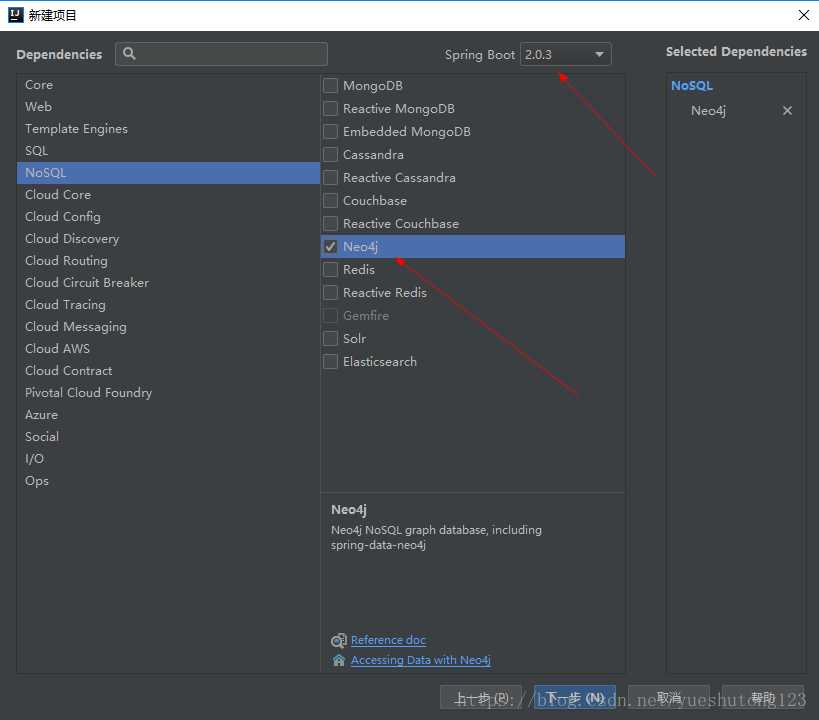 新建项目
Dependencies
Spring Boot 2.0.3
Selected Dependencies
Core
Web
Template Engines
SQL
NoSQL
Cloud Core
Cloud Config
Cloud Discovery
Cloud Routing
Cloud Circuit Breaker
Cloud Tracing
Cloud Messaging
Cloud AWS
Cloud Contract
Pivotal Cloud Foundry
Azure
Social
I/O
Ops
MongoDB
Reactive MongoDB
Embedded MongoDB
Cassandra
Reactive Cassandra
Couchbase
Reactive Couchbase
Neo4j
Redis
Reactive Redis
Gemfire
Solr
Elasticsearch
Neo4j
Neo4j NoSQL graph database, including
spring-data-neo4j
Reference doc
Accessing Data with Neo4j
NoSQL
Neo4j
上一步 (P) 下一步 (N) 取消 帮助
https://blog.csdn.net/yueshutong123